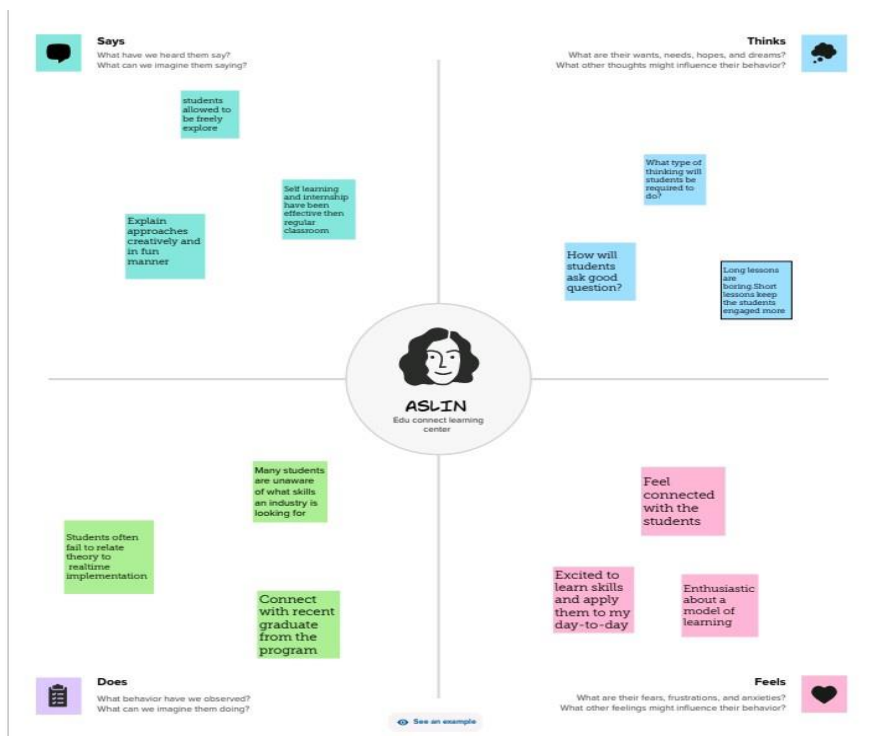 Says
What have we heard them say?
What can we imagine them saying?
students
allowed to
be freely
explore
Self learning
and internship
have been
effective then
regular
classroom
Explain
approaches
creatively and
in fun
manner
Thinks
What are their wants, needs, hopes, and dreams?
What other thoughts might influence their behavior?
What type of
thinking will
students be
required to
do?
How will
students
ask good
question?
Long lessons
are
boring.Short
lessons keep
the students
engaged more
ASLIN
Edu connect learning
center
Many students
are unaware
of what skills
an industry is
looking for
Students often
fail to relate
theory to
realtime
implementation
Connect
with recent
graduate
from the
program
Does
What behavior have we observed?
What can we imagine them doing?
Feel
connected
with the
students
Excited to
learn skills
and apply
them to my
day-to-day
Enthusiastic
about a
model of
learning
Feels
What are their fears, frustrations, and anxieties?
What other feelings might influence their behavior?
See an example